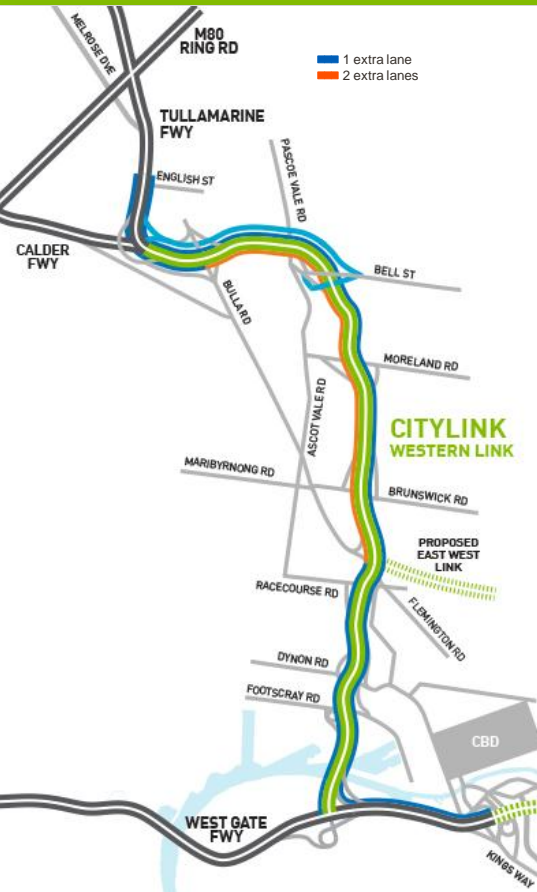 MELROSE DVE
M80
RING RD
1 extra lane
2 extra lanes
TULLAMARINE
FWY
PASCOE VALE RD
ENGLISH ST
CALDER
FWY
BELL ST
BULLA RD
MORELAND RD
ASCOT VALE RD
CITYLINK
WESTERN LINK
MARIBYRNONG RD
BRUNSWICK RD
PROPOSED
EAST WEST
LINK
RACECOURSE RD
FLEMINGTON RD
DYNON RD
FOOTSCRAY RD
CBD
WEST GATE
FWY
KINGS WAY